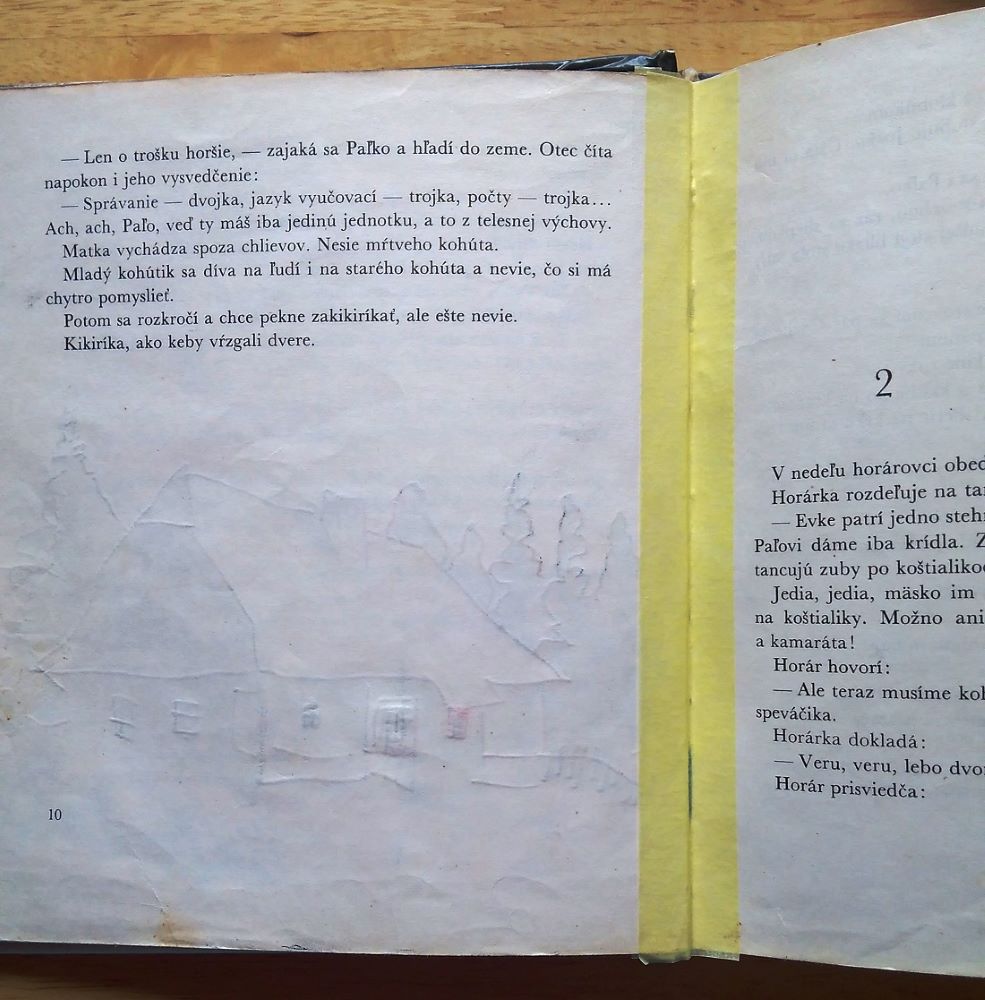 — Len o trošku horšie, — zajaká sa Paľko a hľadí do zeme. Otec číta
napokon i jeho vysvedčenie:
— Správanie — dvojka, jazyk vyučovací — trojka, počty — trojka...
Ach, ach, Paľo, veď ty máš iba jedinú jednotku, a to z telesnej výchovy.
Matka vychádza spoza chlievov. Nesie mŕtveho kohúta.
Mladý kohútik sa díva na ľudí i na starého kohúta a nevie, čo si má
chytro pomyslieť.
Potom sa rozkročí a chce pekne zakikiríkať, ale ešte nevie.
Kikiríka, ako keby vŕzgali dvere.
10
2
V nedeľu horárovci obed
Horárka rozdeľuje na ta
— Evke patrí jedno steh
Paľovi dáme iba krídla. Z
tancujú zuby po koštialiko
Jedia, jedia, mäsko im
na koštialiky. Možno ani
a kamaráta!
Horár hovorí:
— Ale teraz musíme koh
speváčika.
Horárka dokladá:
— Veru, veru, lebo dvo
Horár prisviedča: